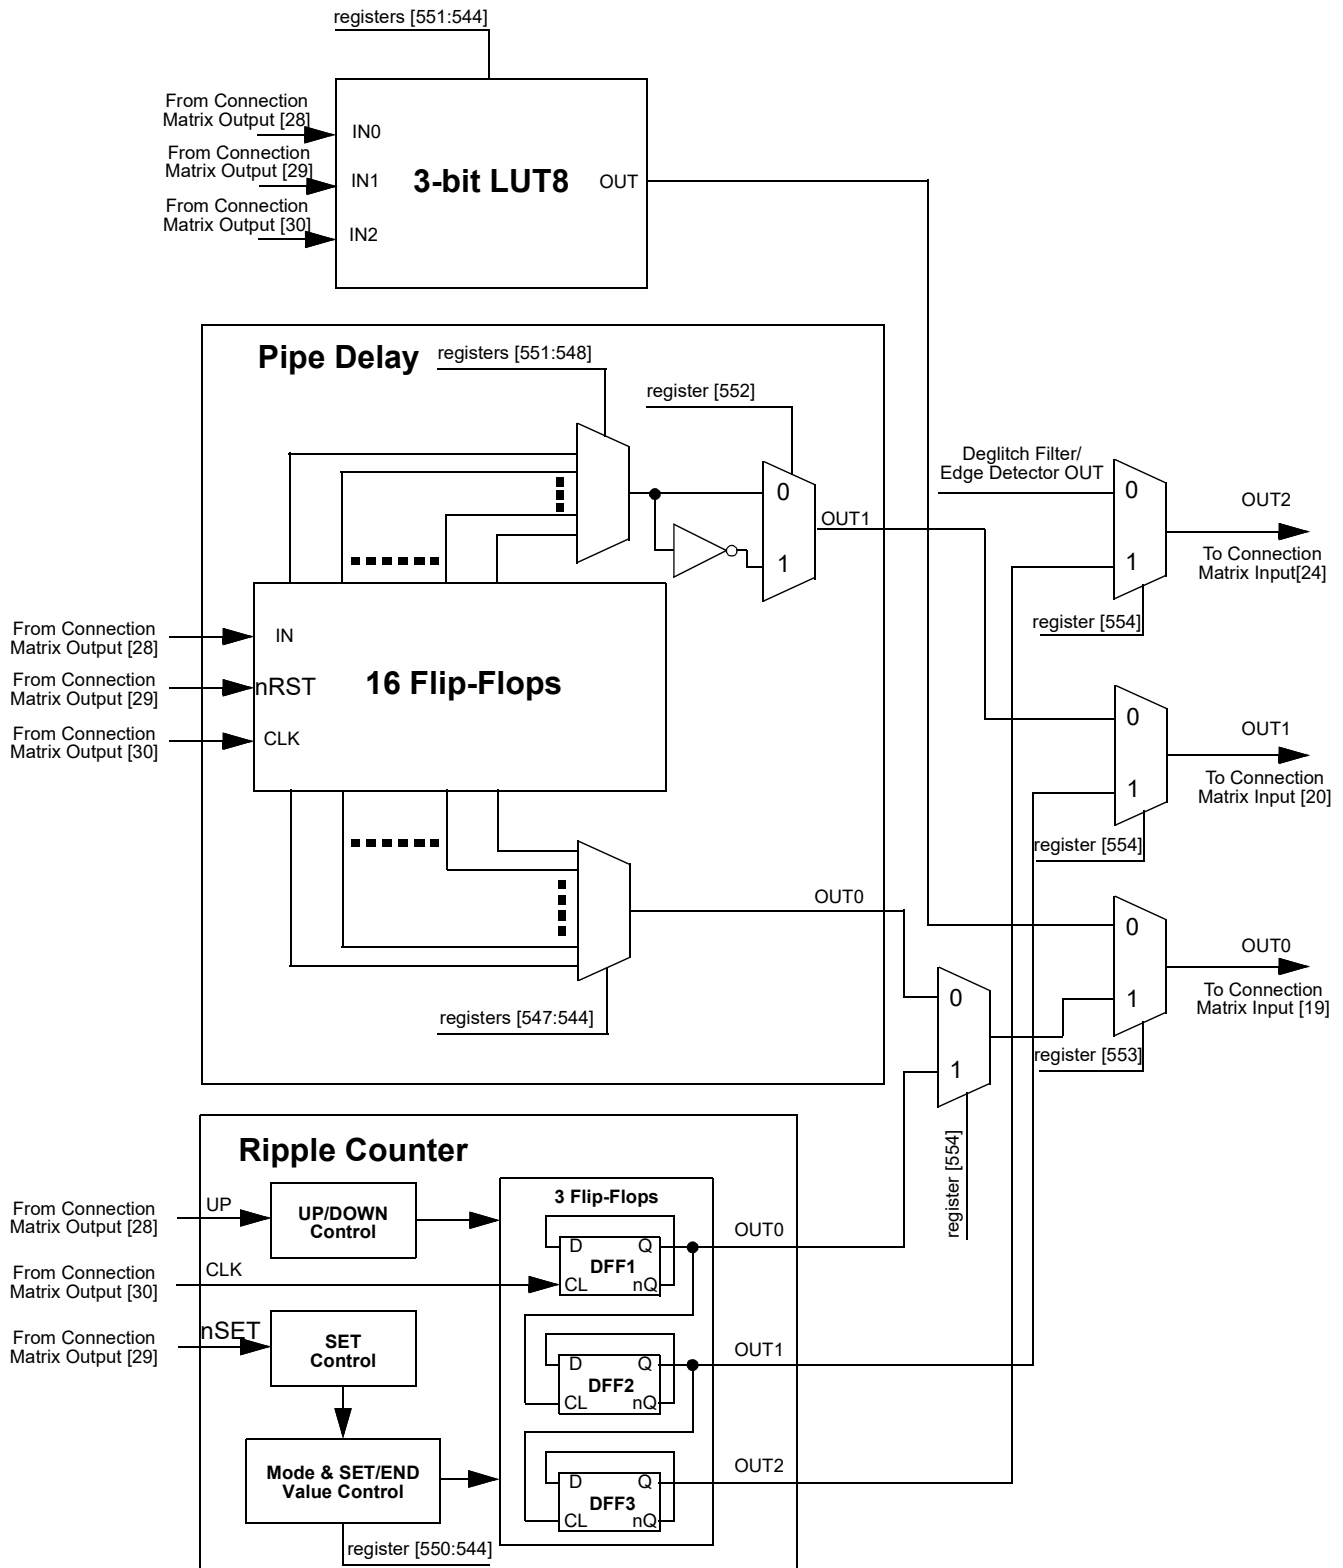 registers [551:544]
From Connection
Matrix Output [28]
From Connection
Matrix Output [29]
From Connection
Matrix Output [30]
IN0
IN1
IN2
3-bit LUT8
OUT
Pipe Delay
registers [551:548]
register [552]
0
1
OUT1
Deglitch Filter/
Edge Detector OUT
0
1
OUT2
To Connection
Matrix Input[24]
register [554]
From Connection
Matrix Output [28]
From Connection
Matrix Output [29]
From Connection
Matrix Output [30]
IN
nRST
CLK
16 Flip-Flops
0
1
OUT1
To Connection
Matrix Input [20]
register [554]
OUT0
registers [547:544]
0
1
register [554]
0
1
OUT0
To Connection
Matrix Input [19]
register [553]
Ripple Counter
From Connection
Matrix Output [28]
UP
UP/DOWN
Control
From Connection
Matrix Output [30]
CLK
From Connection
Matrix Output [29]
nSET
SET
Control
Mode & SET/END
Value Control
register [550:544]
3 Flip-Flops
D
Q
DFF1
CL
nQ
OUT0
D
Q
DFF2
CL
nQ
OUT1
D
Q
DFF3
CL
nQ
OUT2